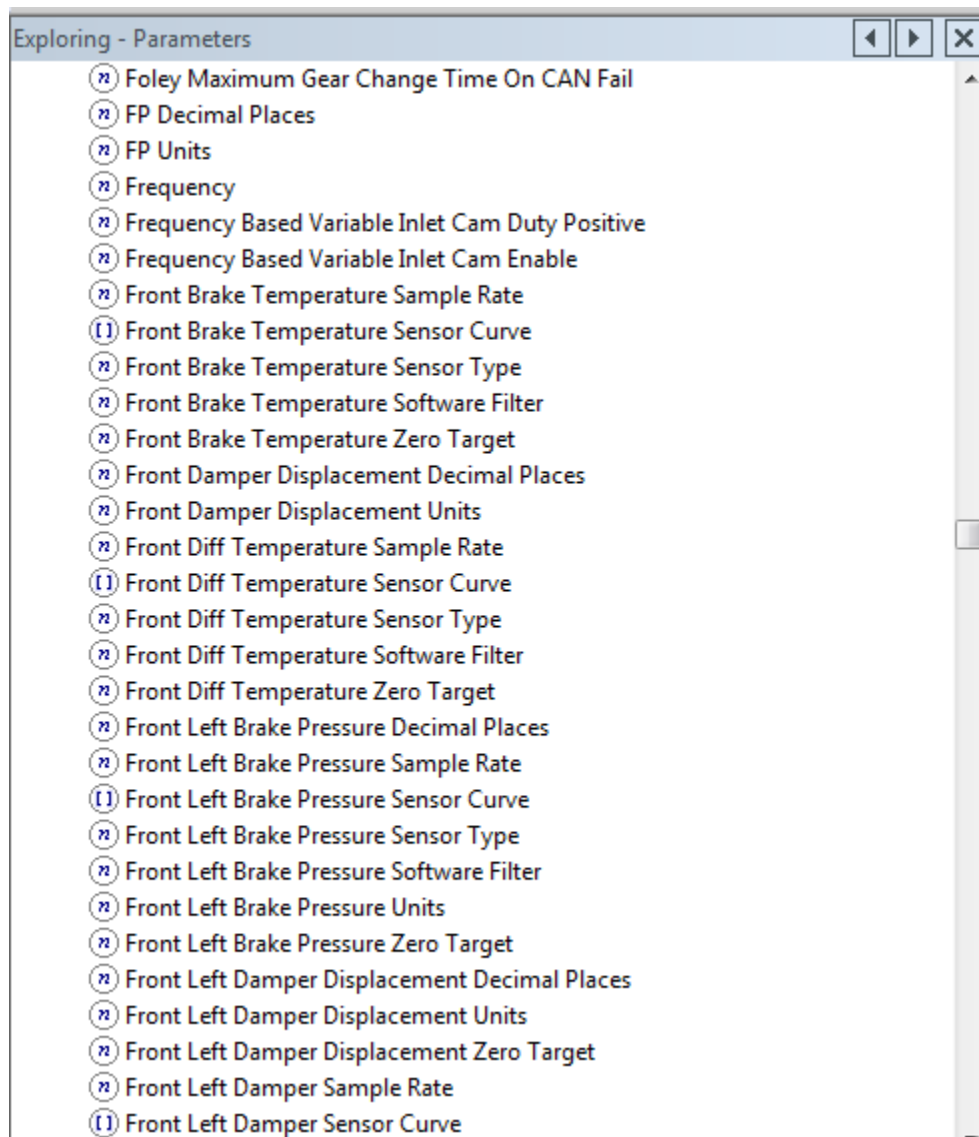 Exploring - Parameters
Foley Maximum Gear Change Time On CAN Fail
FP Decimal Places
FP Units
Frequency
Frequency Based Variable Inlet Cam Duty Positive
Frequency Based Variable Inlet Cam Enable
Front Brake Temperature Sample Rate
Front Brake Temperature Sensor Curve
Front Brake Temperature Sensor Type
Front Brake Temperature Software Filter
Front Brake Temperature Zero Target
Front Damper Displacement Decimal Places
Front Damper Displacement Units
Front Diff Temperature Sample Rate
Front Diff Temperature Sensor Curve
Front Diff Temperature Sensor Type
Front Diff Temperature Software Filter
Front Diff Temperature Zero Target
Front Left Brake Pressure Decimal Places
Front Left Brake Pressure Sample Rate
Front Left Brake Pressure Sensor Curve
Front Left Brake Pressure Sensor Type
Front Left Brake Pressure Software Filter
Front Left Brake Pressure Units
Front Left Brake Pressure Zero Target
Front Left Damper Displacement Decimal Places
Front Left Damper Displacement Units
Front Left Damper Displacement Zero Target
Front Left Damper Sample Rate
Front Left Damper Sensor Curve